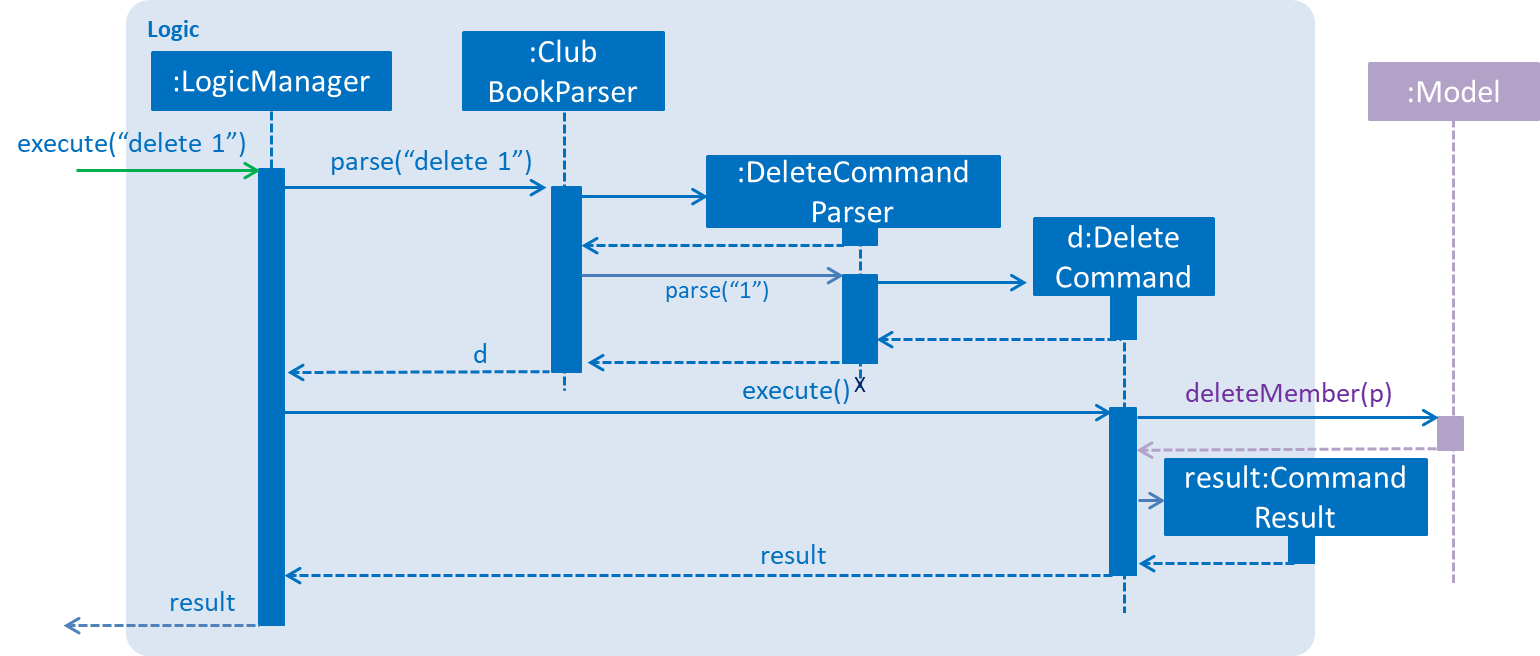 Logic
:LogicManager
:Club
BookParser
:Model
execute(“delete 1”)
parse(“delete 1”)
:DeleteCommand
Parser
d:Delete
Command
parse(“1”)
d
execute()
X
deleteMember(p)
result:Command
Result
result
result